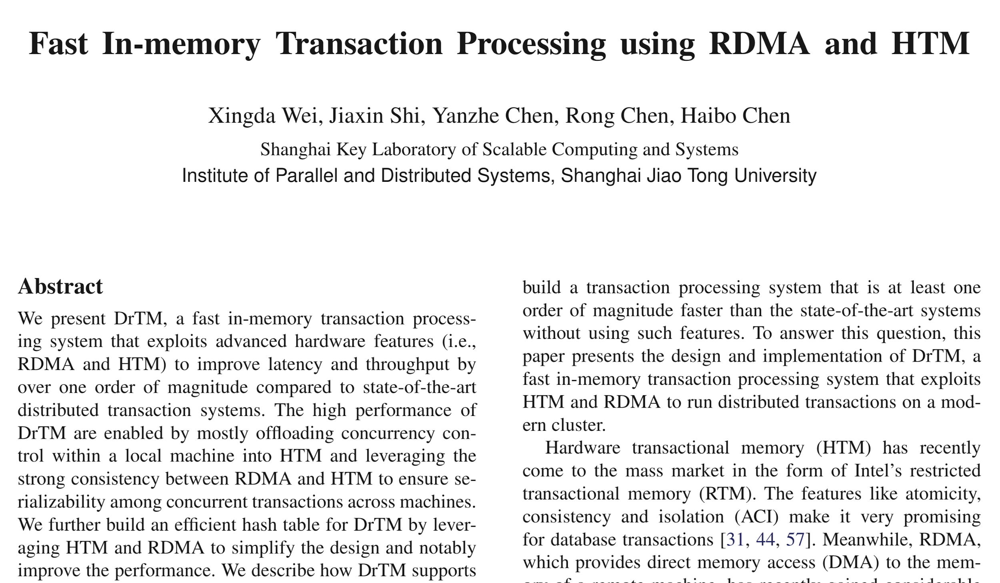 Fast In-memory Transaction Processing using RDMA and HTM
Xingda Wei, Jiaxin Shi, Yanzhe Chen, Rong Chen, Haibo Chen
Shanghai Key Laboratory of Scalable Computing and Systems
Institute of Parallel and Distributed Systems, Shanghai Jiao Tong University
Abstract
We present DrTM, a fast in-memory transaction process-
ing system that exploits advanced hardware features (i.e.,
RDMA and HTM) to improve latency and throughput by
over one order of magnitude compared to state-of-the-art
distributed transaction systems. The high performance of
DrTM are enabled by mostly offloading concurrency con-
trol within a local machine into HTM and leveraging the
strong consistency between RDMA and HTM to ensure se-
rializability among concurrent transactions across machines.
We further build an efficient hash table for DrTM by lever-
aging HTM and RDMA to simplify the design and notably
improve the performance. We describe how DrTM supports
build a transaction processing system that is at least one
order of magnitude faster than the state-of-the-art systems
without using such features. To answer this question, this
paper presents the design and implementation of DrTM, a
fast in-memory transaction processing system that exploits
HTM and RDMA to run distributed transactions on a mod-
ern cluster.
Hardware transactional memory (HTM) has recently
come to the mass market in the form of Intel's restricted
transactional memory (RTM). The features like atomicity,
consistency and isolation (ACI) make it very promising
for database transactions [31, 44, 57]. Meanwhile, RDMA,
which provides direct memory access (DMA) to the mem-
ory of a remote machine, has recently gained considerable